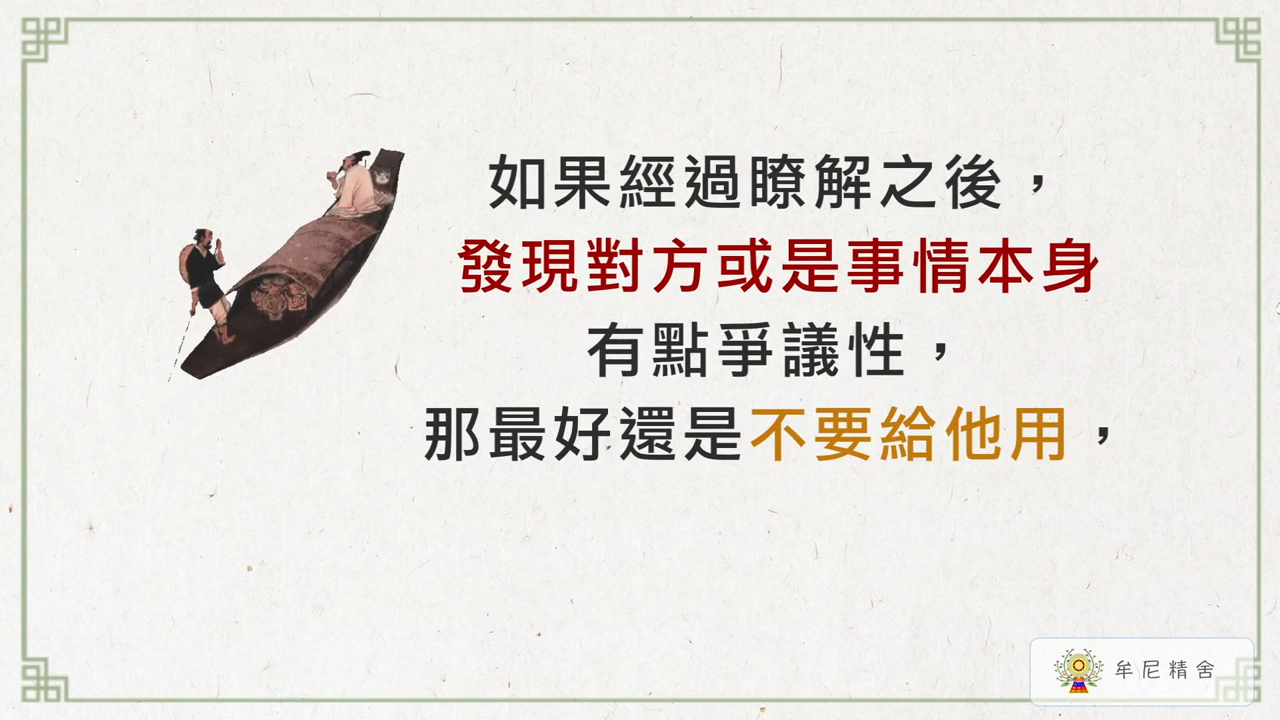 如果經過瞭解之後，
發現對方或是事情本身
有點爭議性，
那最好還是不要給他用，
牟尼精舍